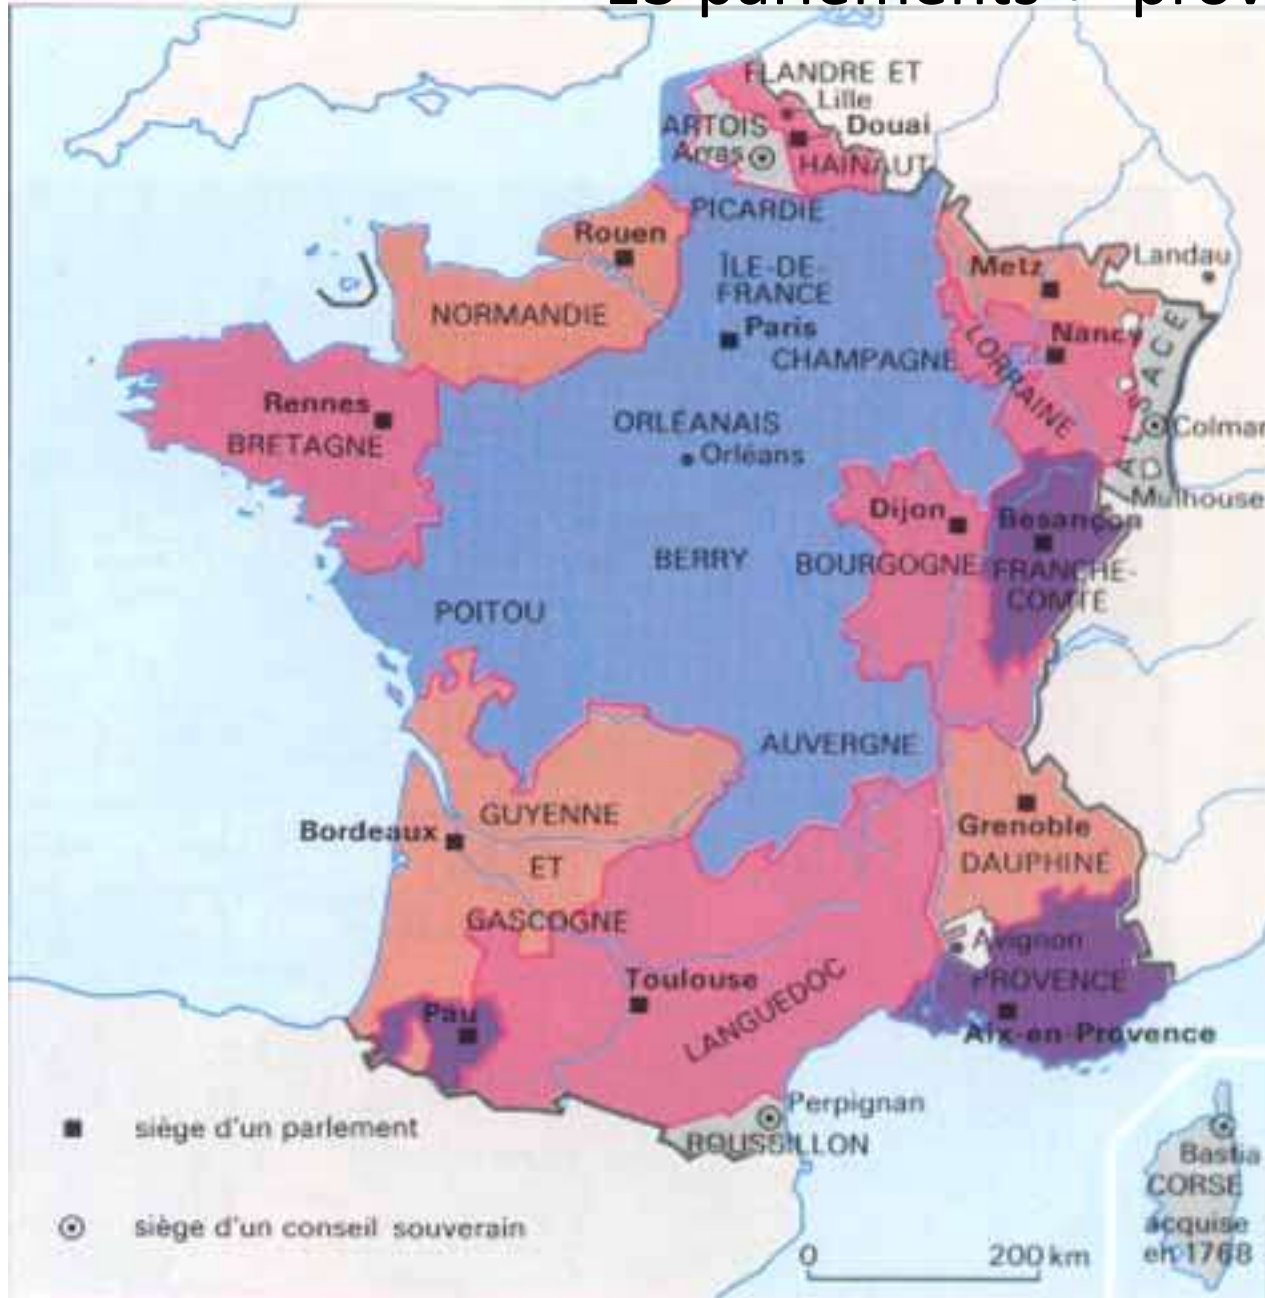 FLANDRE ET
Lille
ARTOIS
Douai
Arras
HAINAUT
PICARDIE
Rouen
ÎLE-DE-
FRANCE
Metz
Landau
NORMANDIE
Paris
CHAMPAGNE
Nancy
LORRAINE
ALSACE
Rennes
BRETAGNE
ORLÉANAIS
Orléans
Colmar
Mulhouse
Dijon
Besançon
BERRY
BOURGOGNE
FRANCHE-
COMTÉ
POITOU
AUVERGNE
GUYENNE
Bordeaux
ET
GASCOGNE
Grenoble
DAUPHINÉ
Avignon
PROVENCE
Toulouse
LANGUEDOC
Pau
Aix-en-Provence
Perpignan
ROUSSILLON
siège d'un parlement
siège d'un conseil souverain
0 200 km
Bastia
CORSE
acquise
en 1768